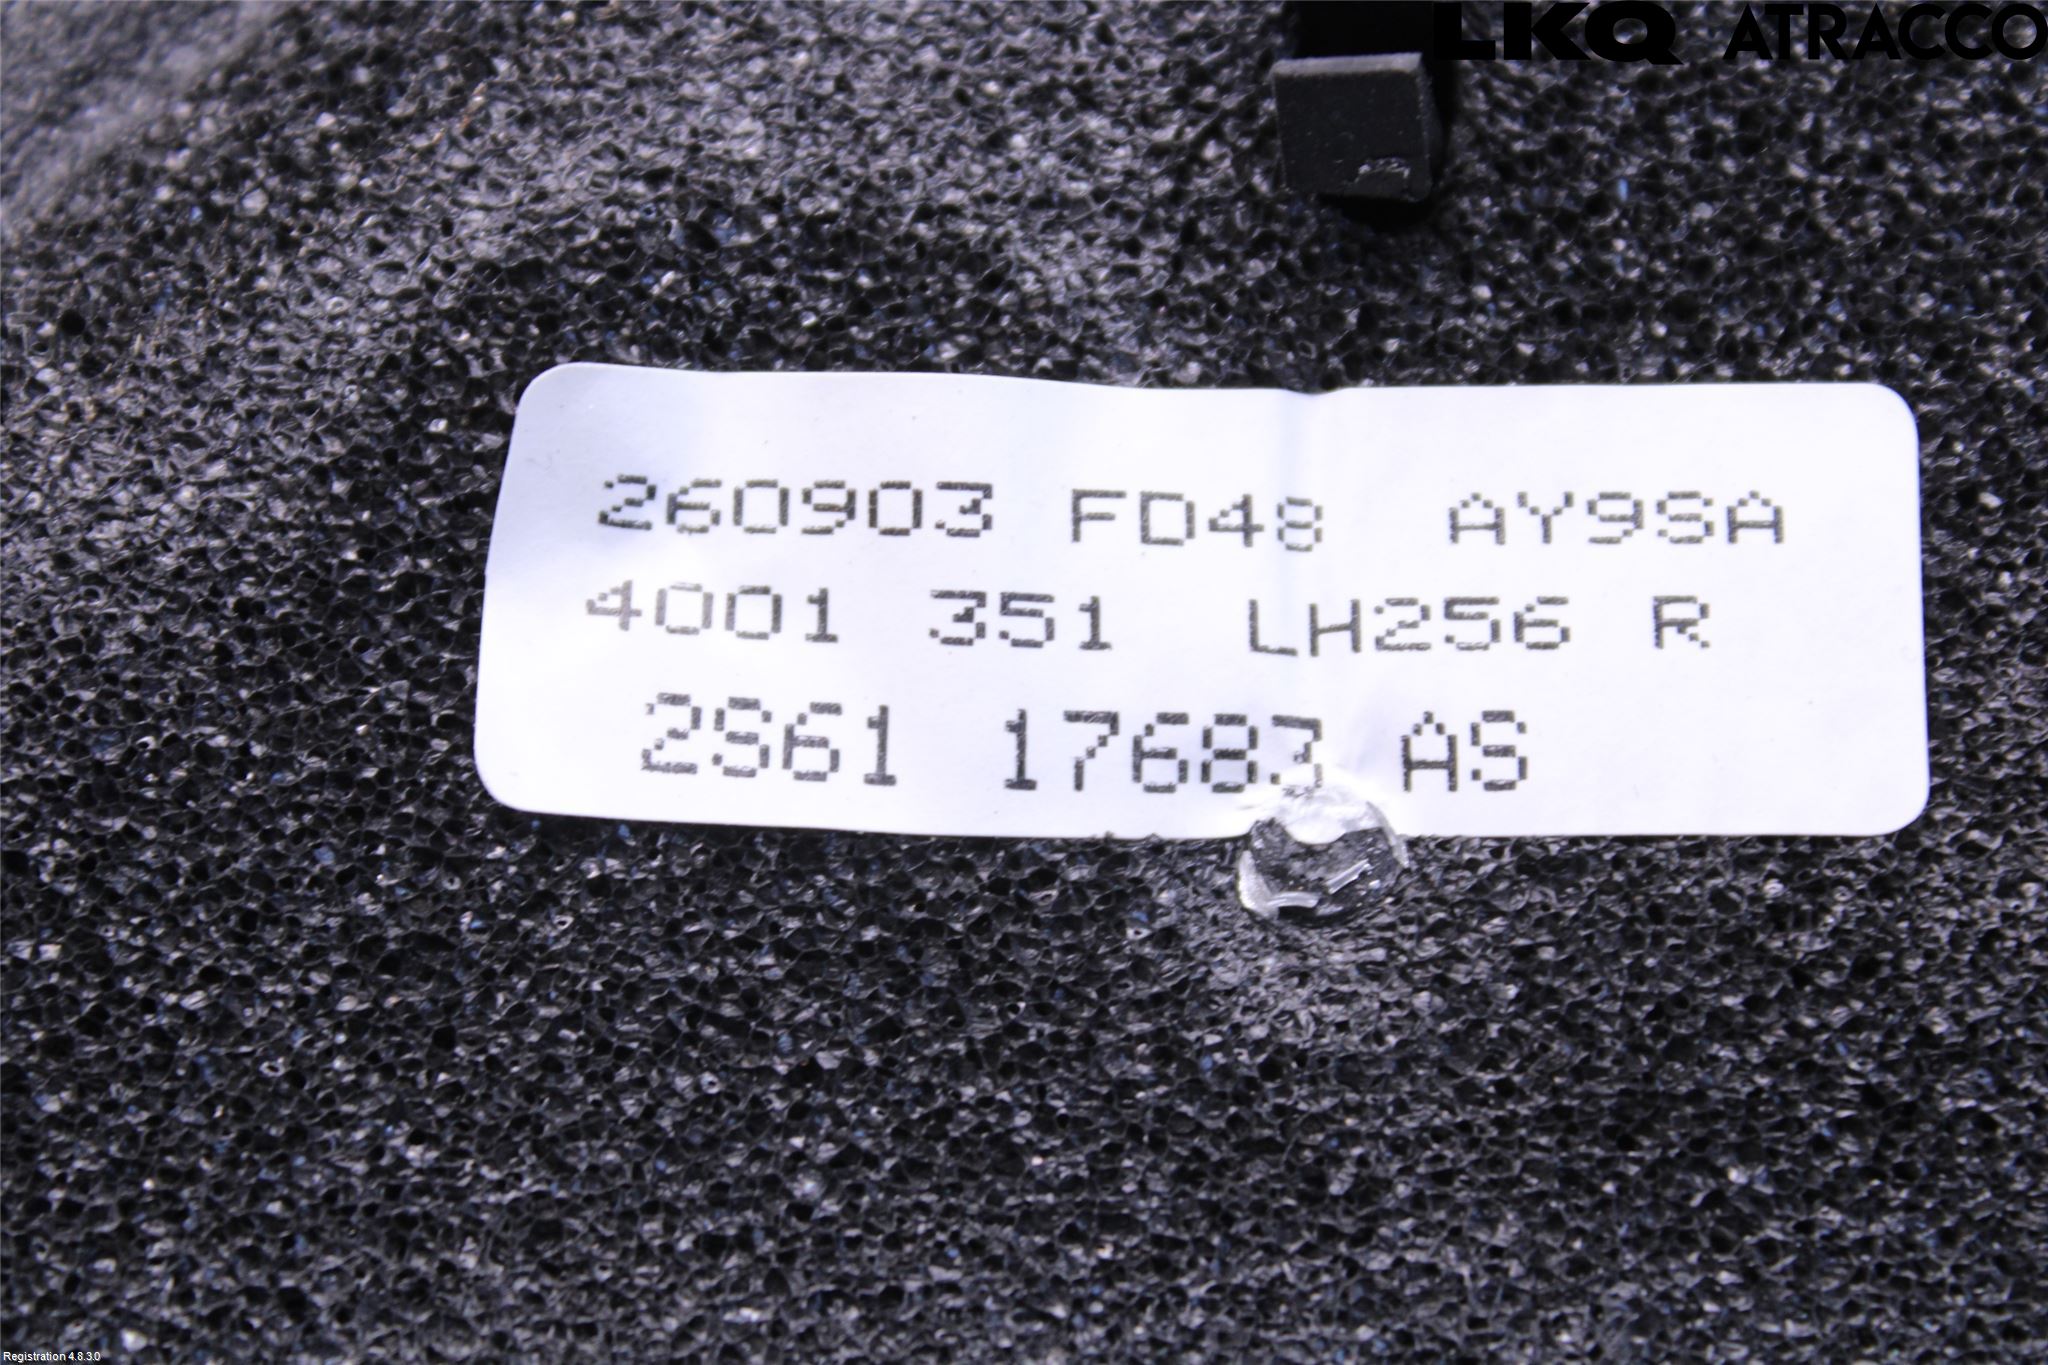 LKQ ATRACCO
260903 FD48 AY9SA
4001 351 LH256 R
2S61 17683 AS
Registration 4.8.3.0